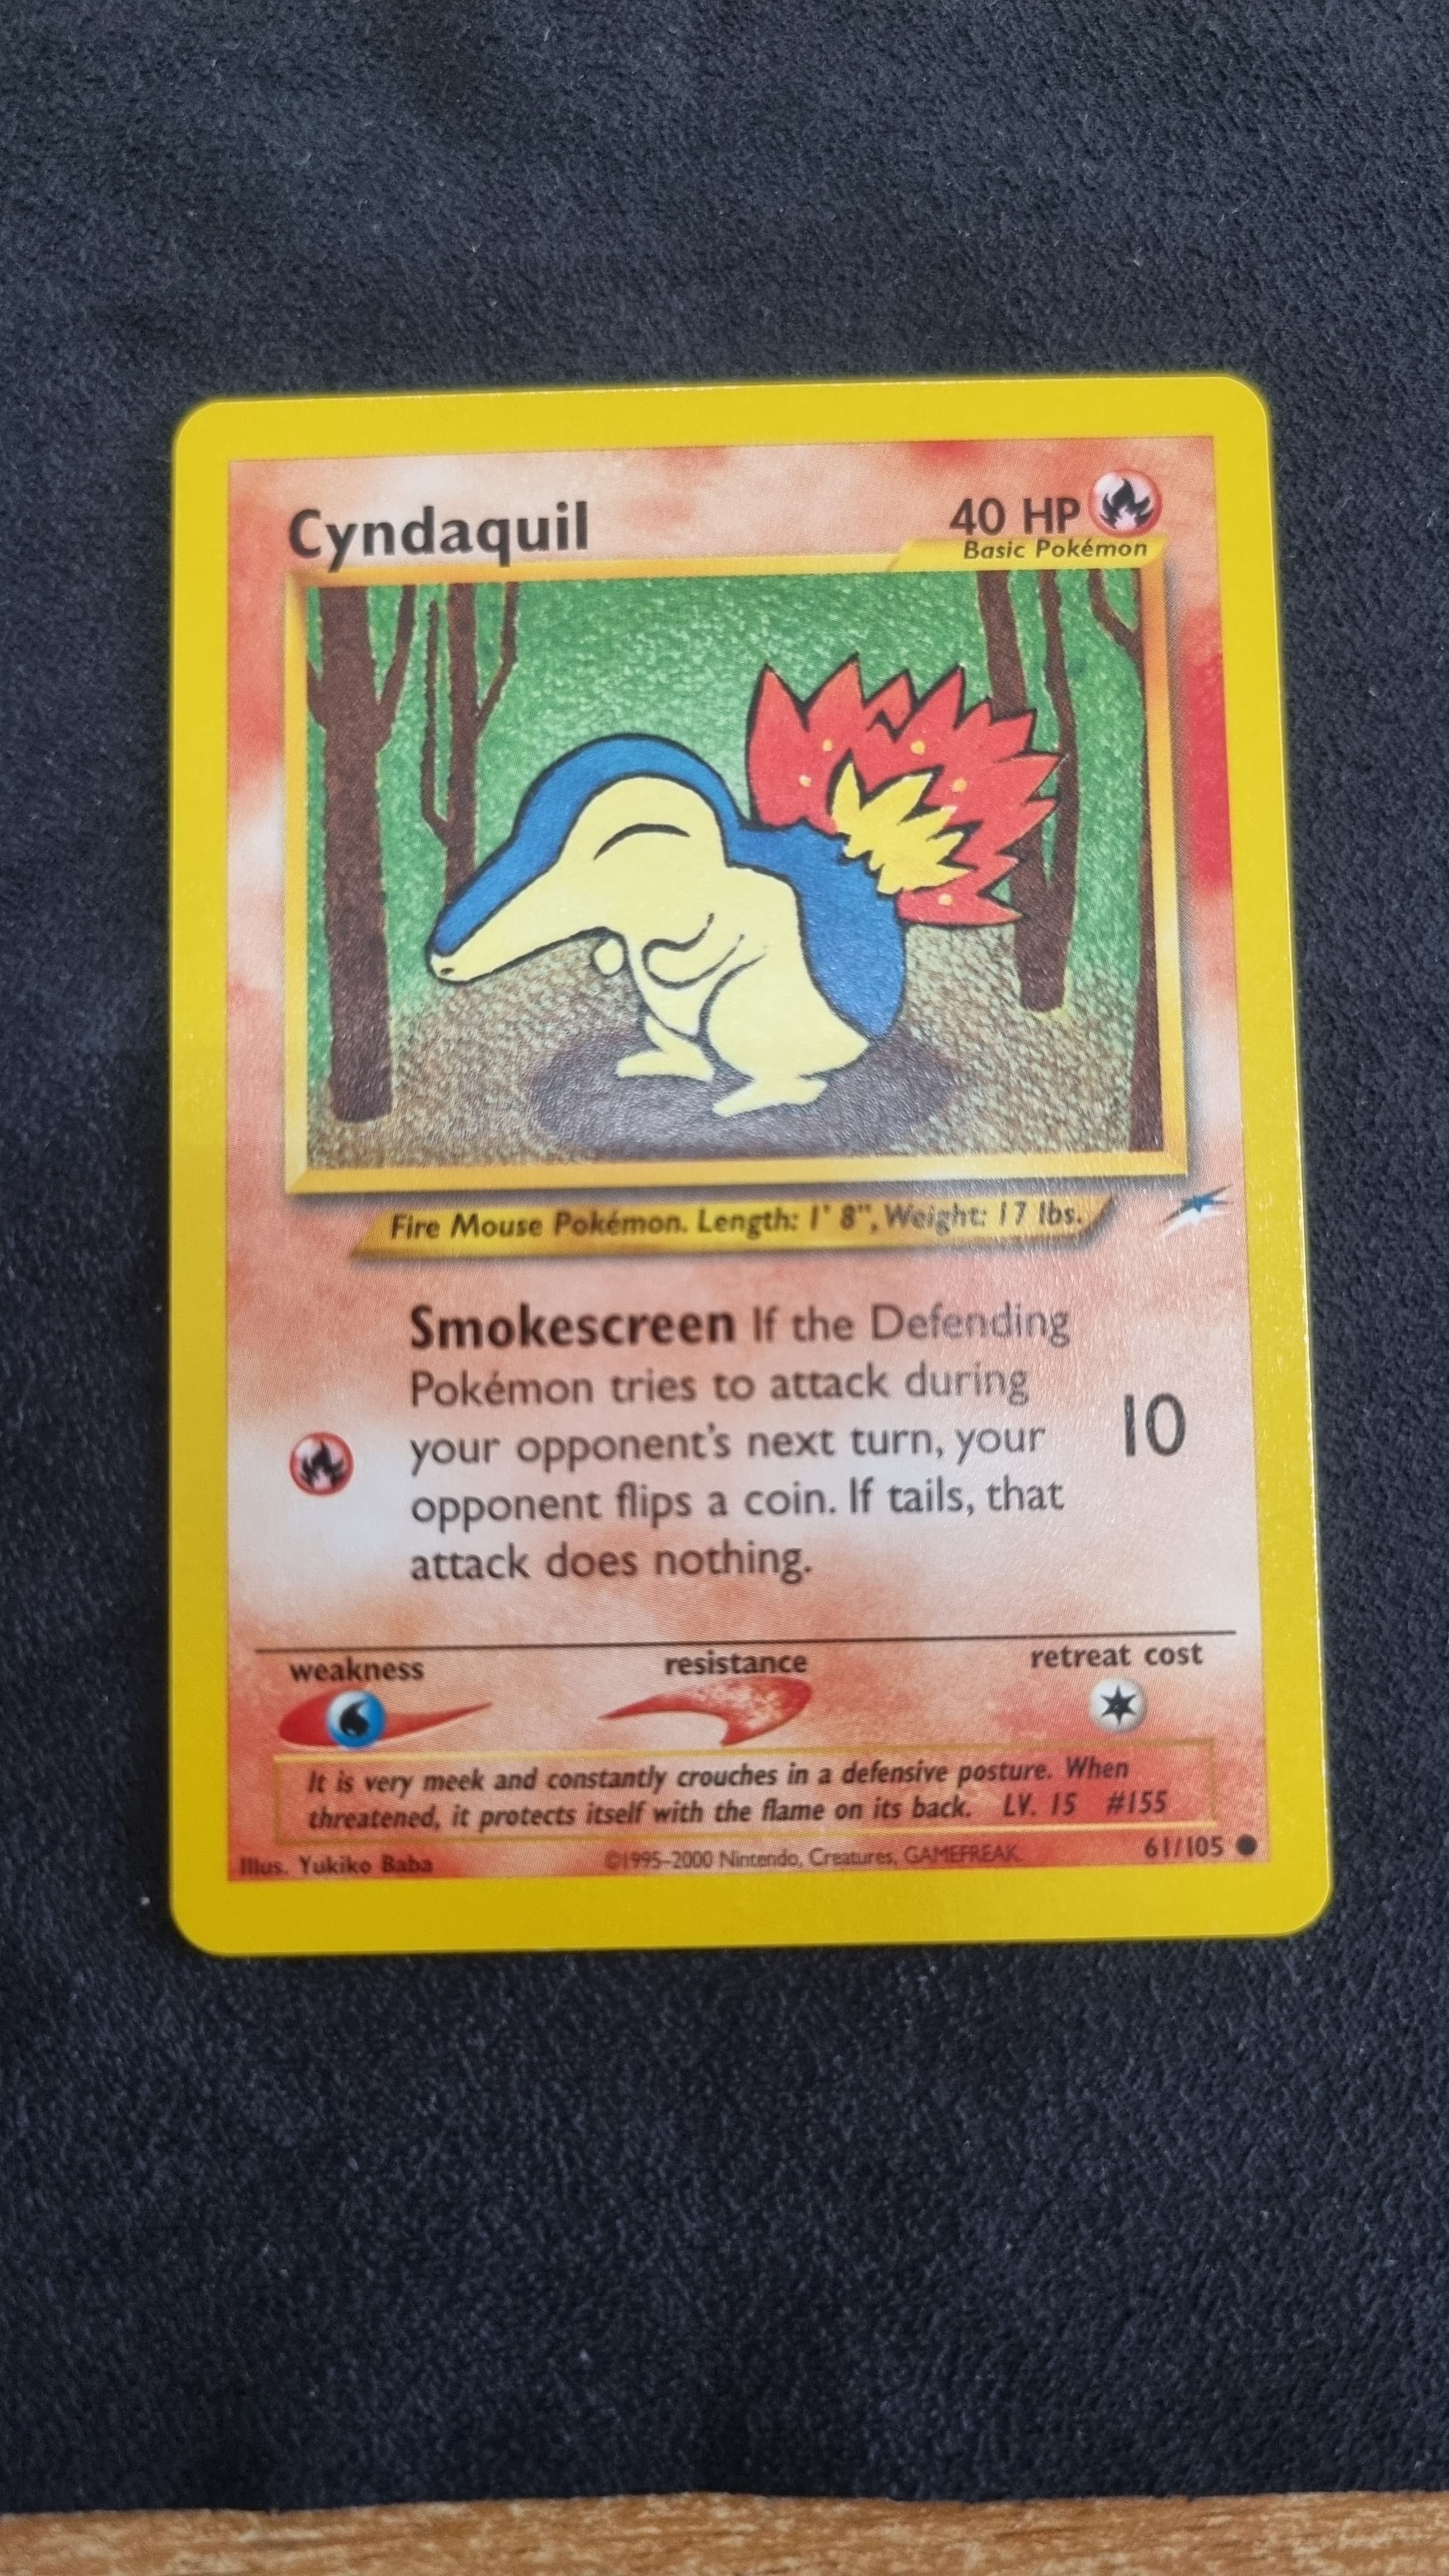 Cyndaquil
40 HP
Basic Pokémon
Fire Mouse Pokémon. Length: 1' 8", Weight: 17 lbs.
Smokescreen If the Defending
Pokémon tries to attack during
your opponent's next turn, your
opponent flips a coin. If tails, that
attack does nothing.
10
weakness
resistance
retreat cost
It is very meek and constantly crouches in a defensive posture. When
threatened, it protects itself with the flame on its back. LV. 15 #155
Illus. Yukiko Baba
©1995-2000 Nintendo, Creatures, GAMEFREAK.
61/105